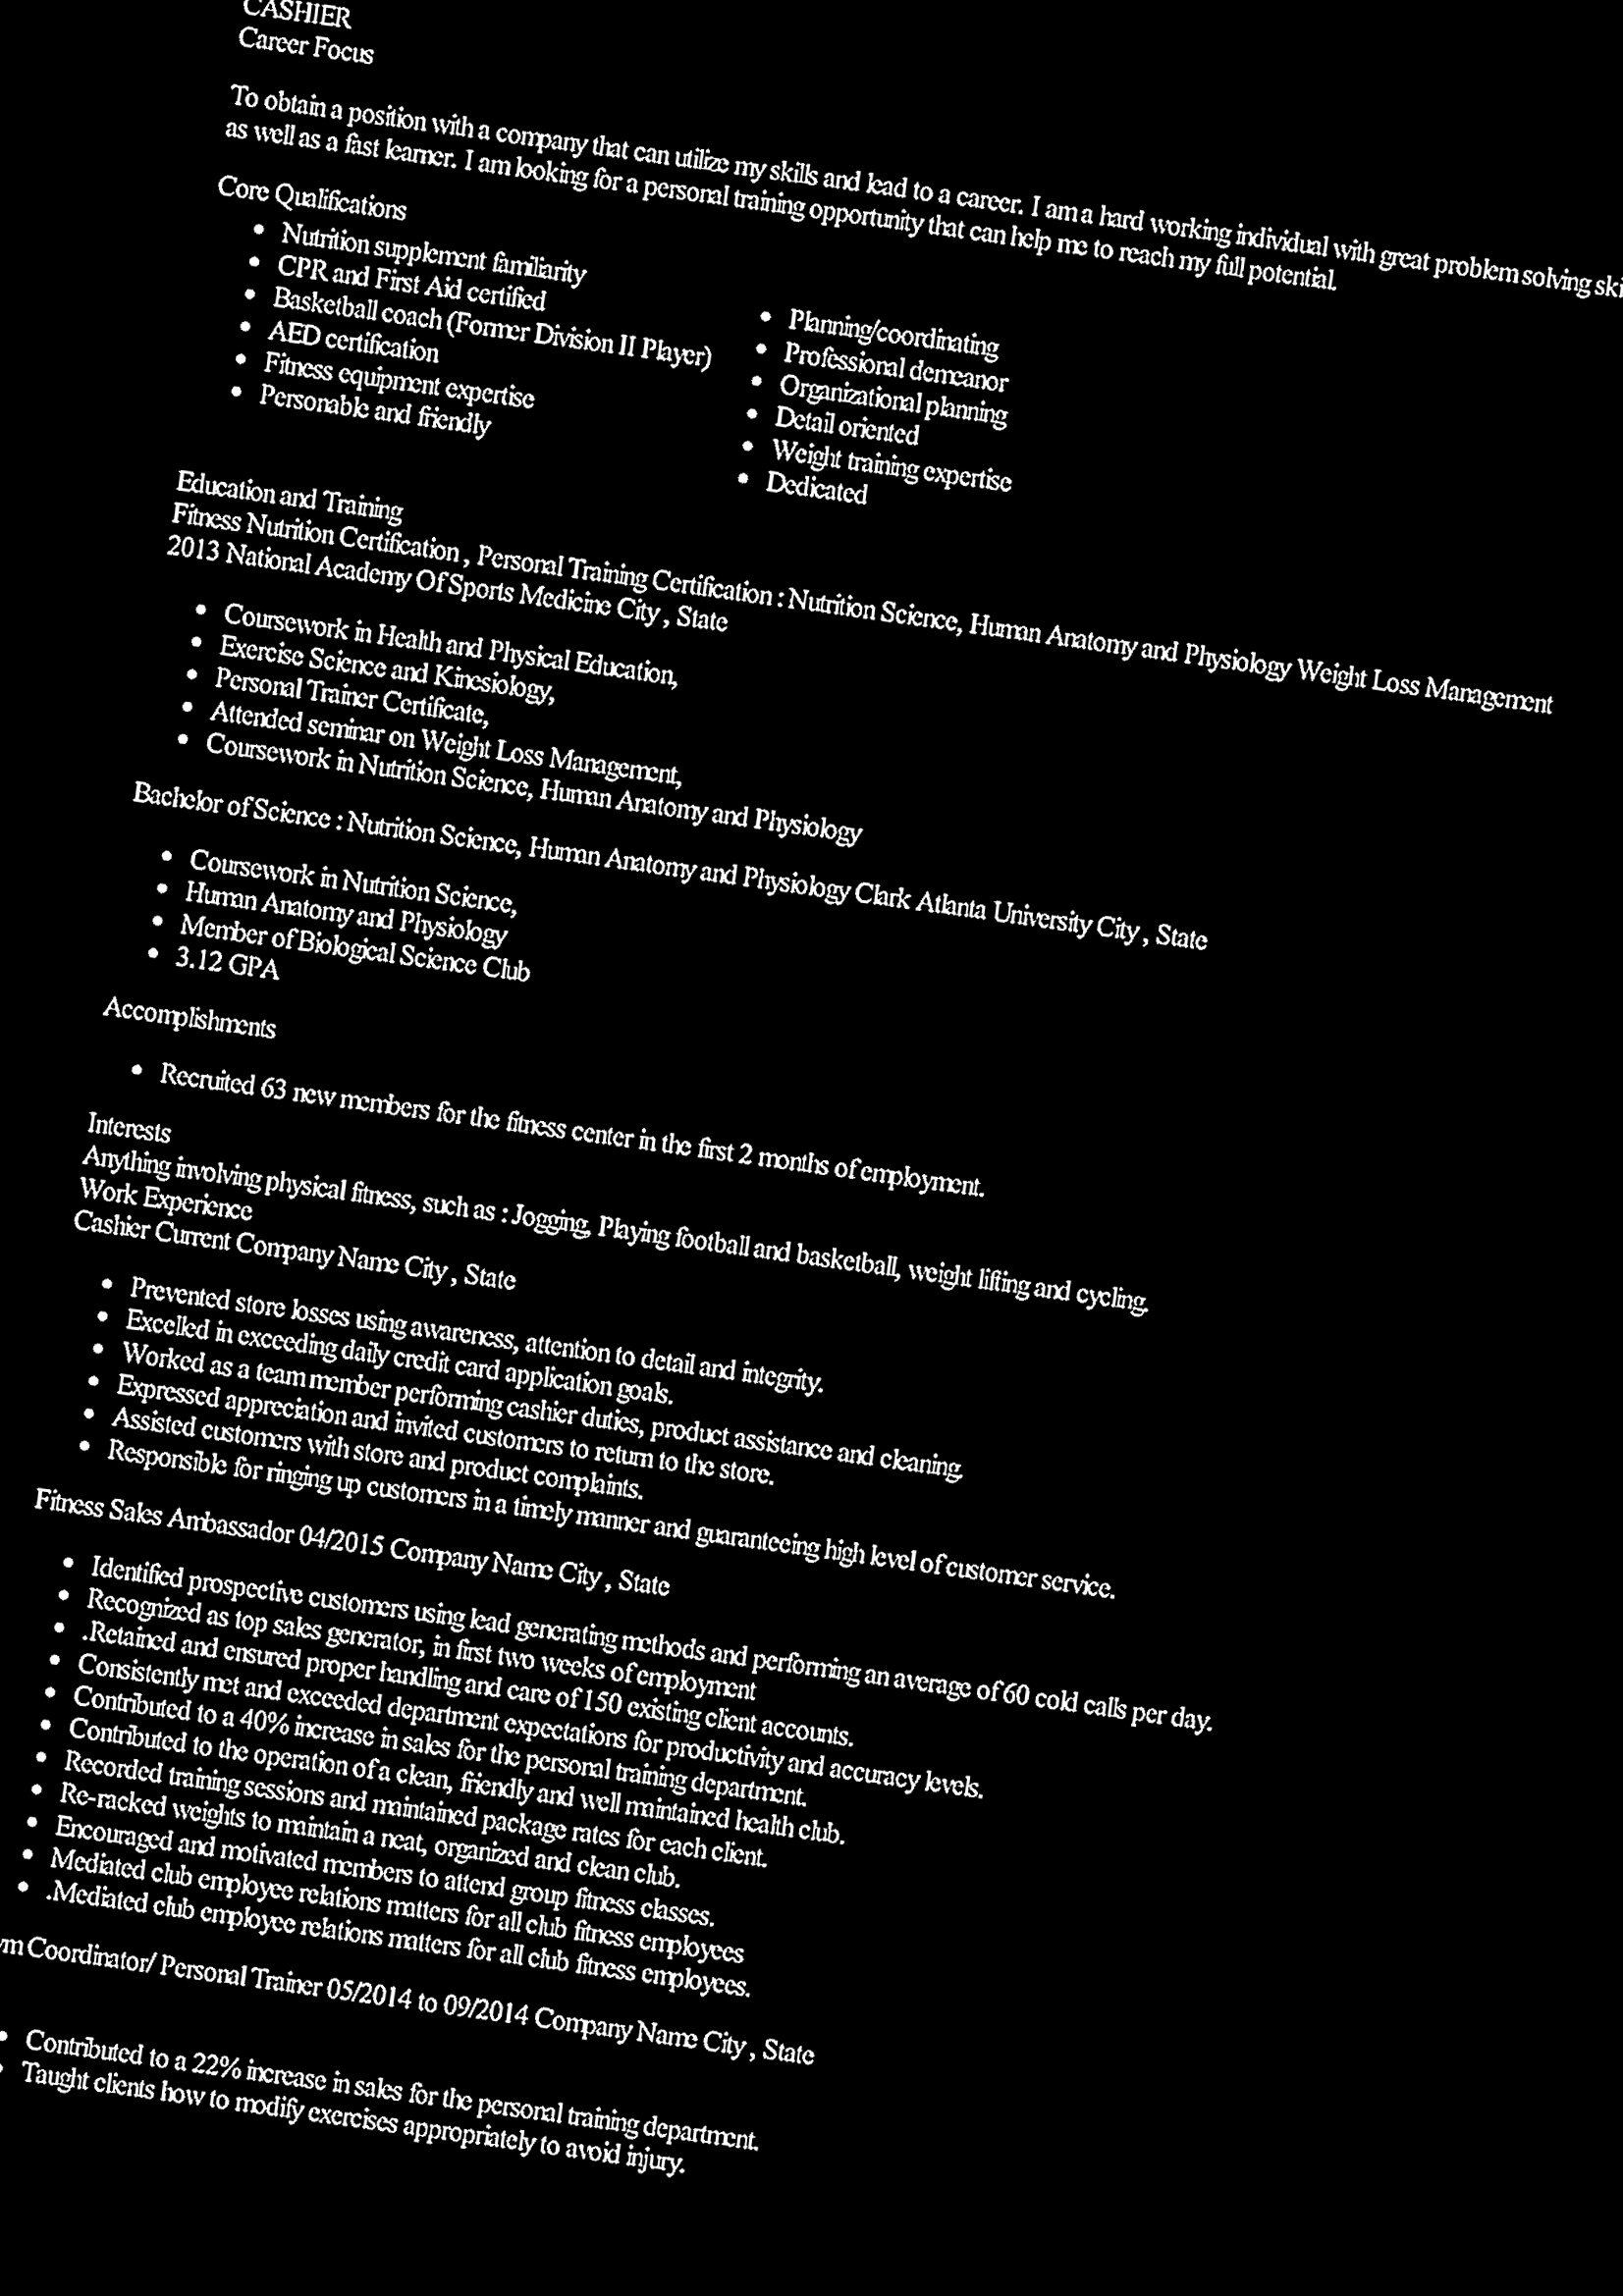 CASHIER
Career Focus
To obtain a position with a company that can utilize my skills and lead to a career. I am a hard working individual with great problem solving
as well as a fast learner. I am looking for a personal training opportunity that can help me to reach my full potential.
Core Qualifications
• Nutrition supplement familiarity
• CPR and First Aid certified
• Basketball coach (Former Division II Player)
• AED certification
• Fitness equipment expertise
• Personable and friendly
• Planning/coordinating
• Professional demeanor
• Organizational planning
• Detail oriented
• Weight training expertise
• Dedicated
Education and Training
Fitness Nutrition Certification , Personal Training Certification : Nutrition Science, Human Anatomy and Physiology Weight Loss Management
2013 National Academy Of Sports Medicine City , State
• Coursework in Health and Physical Education,
• Exercise Science and Kinesiology,
• Personal Trainer Certificate,
• Attended seminar on Weight Loss Management,
• Coursework in Nutrition Science, Human Anatomy and Physiology
Bachelor of Science : Nutrition Science, Human Anatomy and Physiology Clark Atlanta University City , State
• Coursework in Nutrition Science,
• Human Anatomy and Physiology
• Member of Biological Science Club
• 3.12 GPA
Accomplishments
• Recruited 63 new members for the fitness center in the first 2 months of employment.
Interests
Anything involving physical fitness, such as : Jogging, Playing football and basketball, weight lifting and cycling.
Work Experience
Cashier Current Company Name City , State
• Prevented store losses using awareness, attention to detail and integrity.
• Excelled in exceeding daily credit card application goals.
• Worked as a team member performing cashier duties, product assistance and cleaning.
• Expressed appreciation and invited customers to return to the store.
• Assisted customers with store and product complaints.
• Responsible for ringing up customers in a timely manner and guaranteeing high level of customer service.
Fitness Sales Ambassador 04/2015 Company Name City , State
• Identified prospective customers using lead generating methods and performing an average of 60 cold calls per day.
• Recognized as top sales generator, in first two weeks of employment
• .Retained and ensured proper handling and care of 150 existing client accounts.
• Consistently met and exceeded department expectations for productivity and accuracy levels.
• Contributed to a 40% increase in sales for the personal training department.
• Contributed to the operation of a clean, friendly and well maintained health club.
• Recorded training sessions and maintained package rates for each client.
• Re-racked weights to maintain a neat, organized and clean club.
• Encouraged and motivated members to attend group fitness classes.
• Mediated club employee relations matters for all club fitness employees
• .Mediated club employee relations matters for all club fitness employees.
Coordinator/ Personal Trainer 05/2014 to 09/2014 Company Name City , State
• Contributed to a 22% increase in sales for the personal training department.
• Taught clients how to modify exercises appropriately to avoid injury.